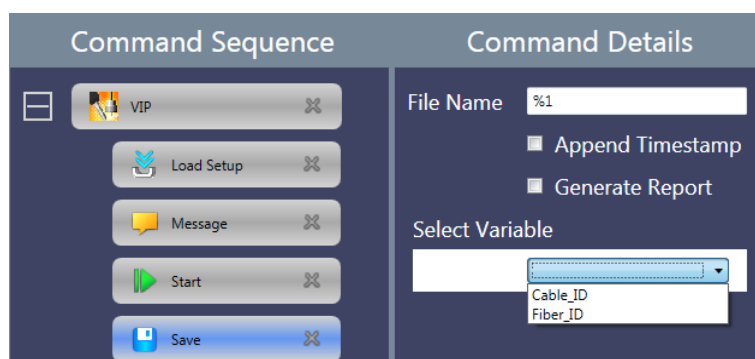 Command Sequence
VIP
Load Setup
Message
Start
Save
Command Details
File Name %1
Append Timestamp
Generate Report
Select Variable
Cable_ID
Fiber_ID